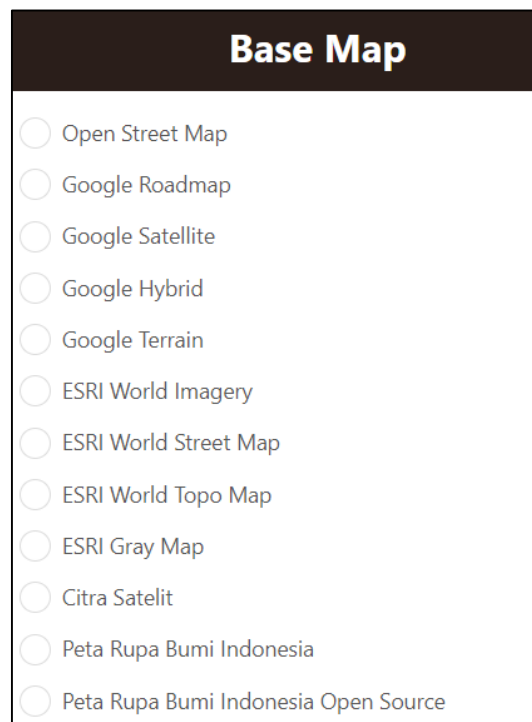 Base Map
Open Street Map
Google Roadmap
Google Satellite
Google Hybrid
Google Terrain
ESRI World Imagery
ESRI World Street Map
ESRI World Topo Map
ESRI Gray Map
Citra Satelit
Peta Rupa Bumi Indonesia
Peta Rupa Bumi Indonesia Open Source